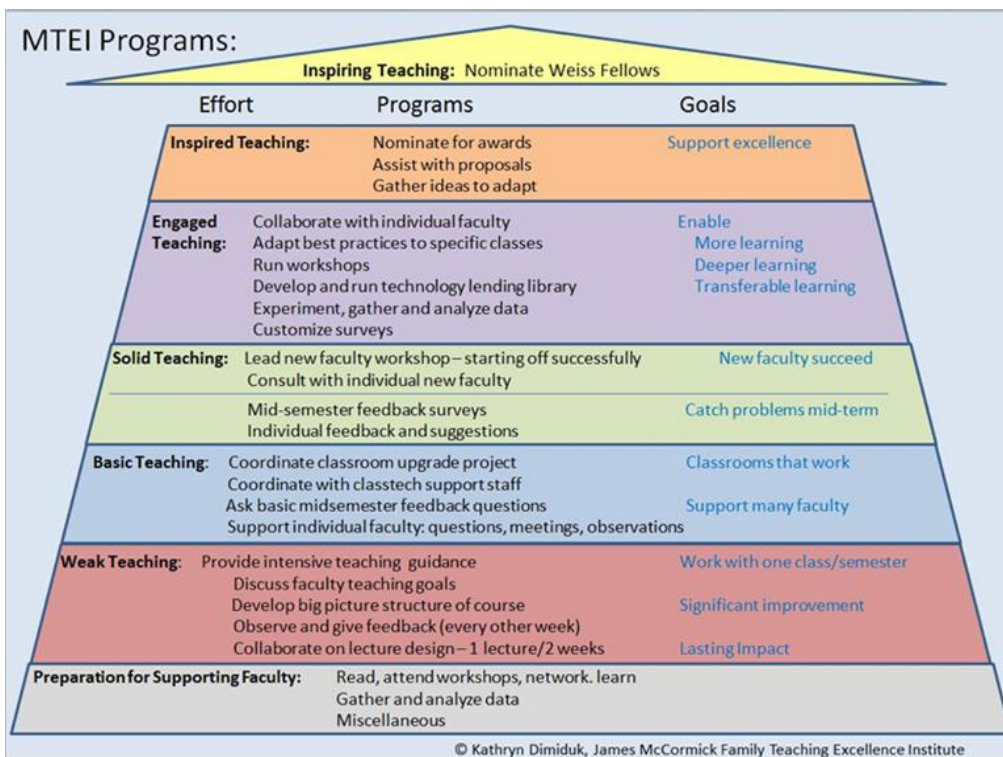 MTEI Programs:
Inspiring Teaching: Nominate Weiss Fellows
Effort Programs Goals
Inspired Teaching: Nominate for awards Support excellence
Assist with proposals
Gather ideas to adapt
Engaged Collaborate with individual faculty Enable
Teaching: Adapt best practices to specific classes More learning
Run workshops Deeper learning
Develop and run technology lending library Transferable learning
Experiment, gather and analyze data
Customize surveys
Solid Teaching: Lead new faculty workshop – starting off successfully New faculty succeed
Consult with individual new faculty
Mid-semester feedback surveys Catch problems mid-term
Individual feedback and suggestions
Basic Teaching: Coordinate classroom upgrade project Classrooms that work
Coordinate with classtech support staff
Ask basic midsemester feedback questions Support many faculty
Support individual faculty: questions, meetings, observations
Weak Teaching: Provide intensive teaching guidance Work with one class/semester
Discuss faculty teaching goals
Develop big picture structure of course Significant improvement
Observe and give feedback (every other week)
Collaborate on lecture design – 1 lecture/2 weeks Lasting Impact
Preparation for Supporting Faculty: Read, attend workshops, network. learn
Gather and analyze data
Miscellaneous
© Kathryn Dimiduk, James McCormick Family Teaching Excellence Institute